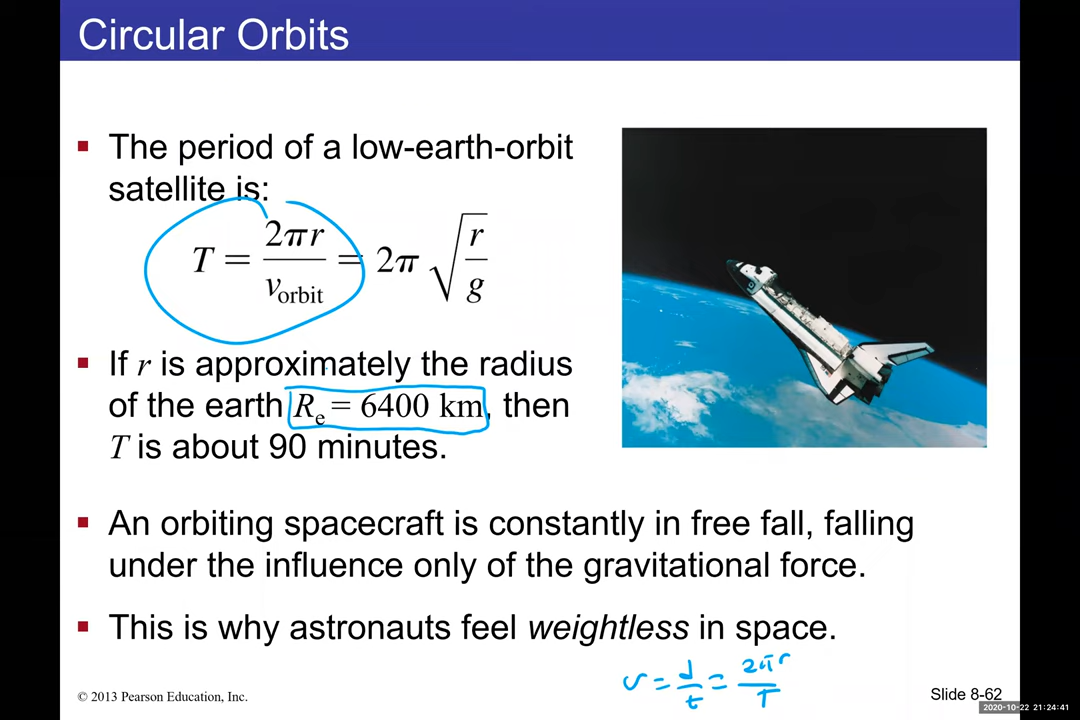 Circular Orbits
▪ The period of a low-earth-orbit
satellite is:
T = 2πr / v_orbit = 2π √(r / g)
▪ If r is approximately the radius
of the earth R_e = 6400 km, then
T is about 90 minutes.
▪ An orbiting spacecraft is constantly in free fall, falling
under the influence only of the gravitational force.
▪ This is why astronauts feel weightless in space.
v = d / t = 2πr / T
© 2013 Pearson Education, Inc.
Slide 8-62
2020-10-22 21:24:41